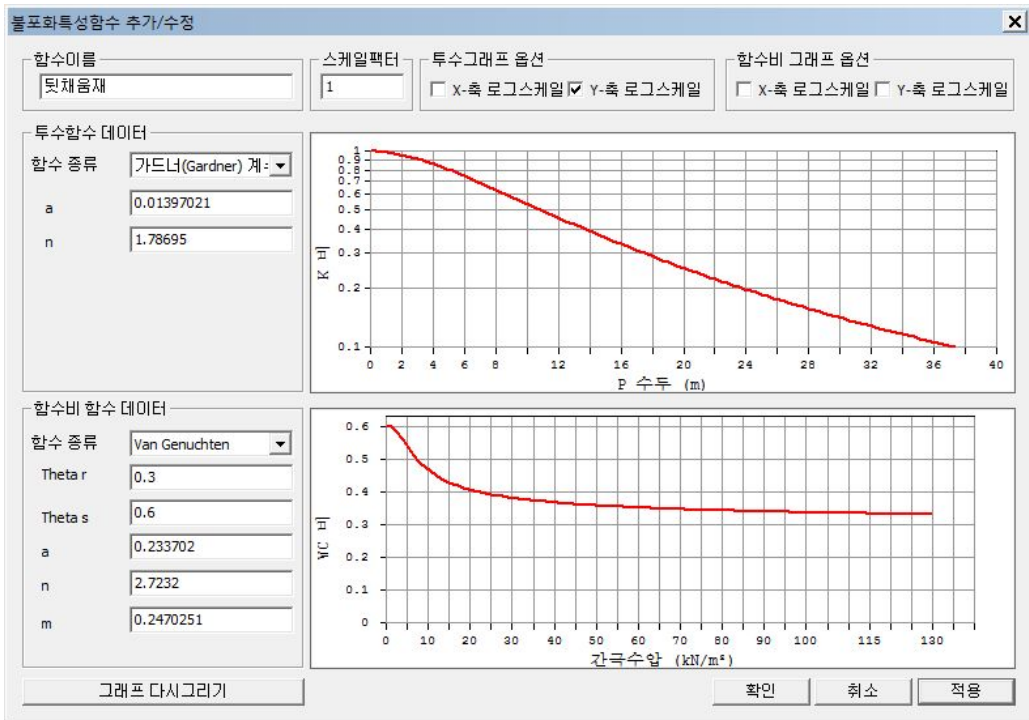 불포화특성함수 추가/수정
함수이름
뒷채움재
스케일팩터
1
투수그래프 옵션
X-축 로그스케일 Y-축 로그스케일
함수비 그래프 옵션
X-축 로그스케일 Y-축 로그스케일
투수함수 데이터
함수 종류 가드너(Gardner) 계
a 0.01397021
n 1.78695
K 비
1
0.9
0.8
0.7
0.6
0.5
0.4
0.3
0.2
0.1
0 2 4 6 8 12 16 20 24 28 32 36 40
P 수두 (m)
함수비 함수 데이터
함수 종류 Van Genuchten
Theta r 0.3
Theta s 0.6
a 0.233702
n 2.7232
m 0.2470251
WC 비
0.6
0.5
0.4
0.3
0.2
0.1
0
0 10 20 30 40 50 60 70 80 90 100 115 130
간극수압 (kN/m²)
그래프 다시그리기
확인 취소 적용